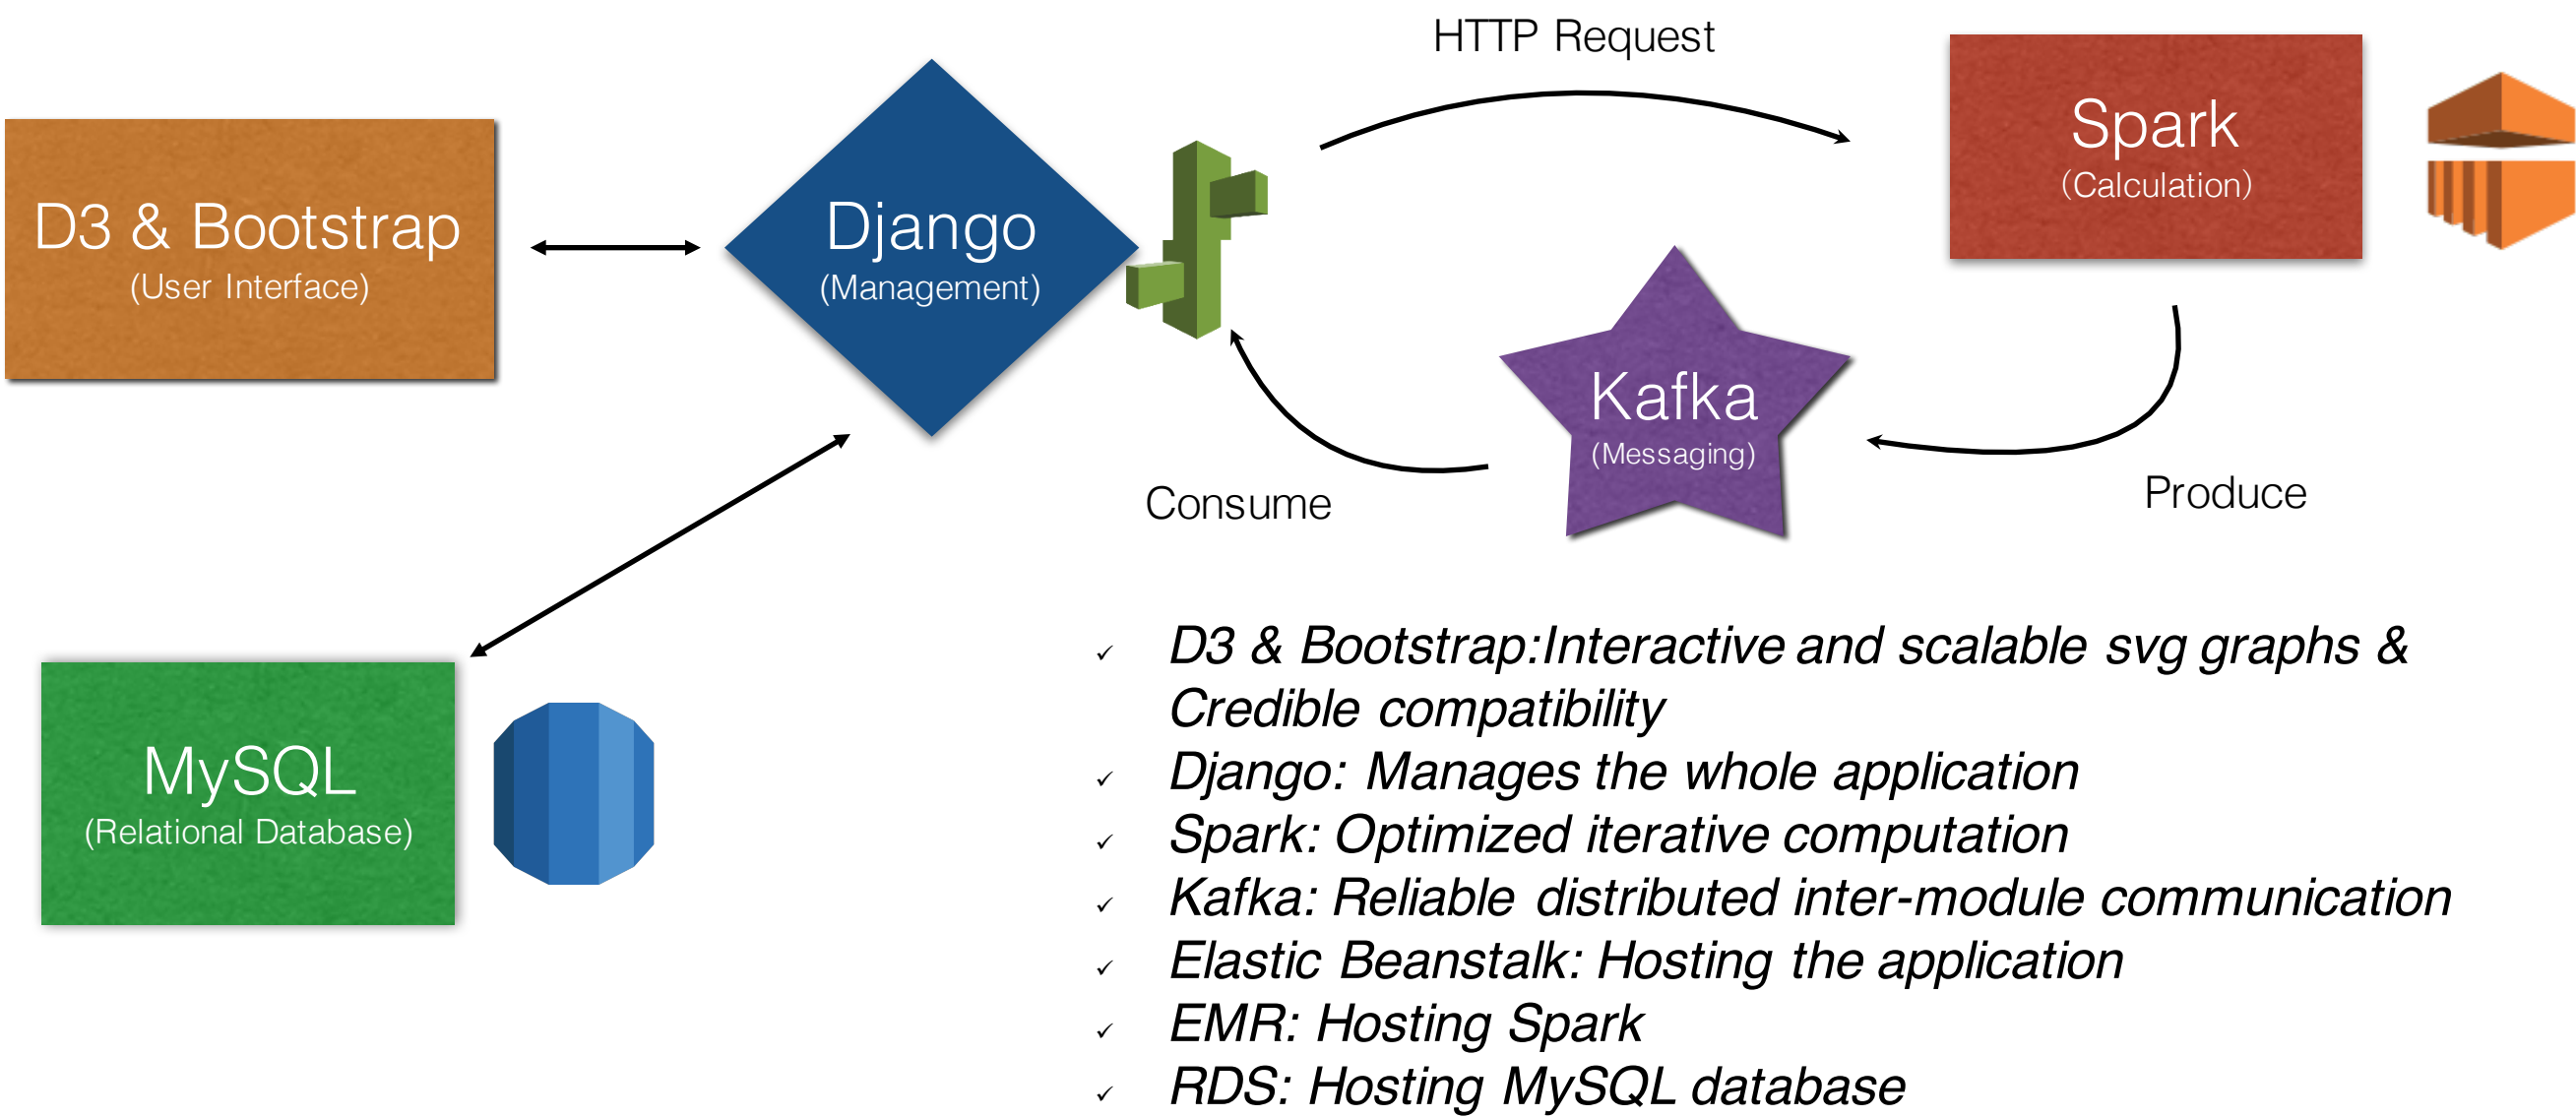 HTTP Request
D3 & Bootstrap
(User Interface)
Django
(Management)
Spark
(Calculation)
Kafka
(Messaging)
Consume
Produce
MySQL
(Relational Database)
✓ D3 & Bootstrap:Interactive and scalable svg graphs &
Credible compatibility
✓ Django: Manages the whole application
✓ Spark: Optimized iterative computation
✓ Kafka: Reliable distributed inter-module communication
✓ Elastic Beanstalk: Hosting the application
✓ EMR: Hosting Spark
✓ RDS: Hosting MySQL database